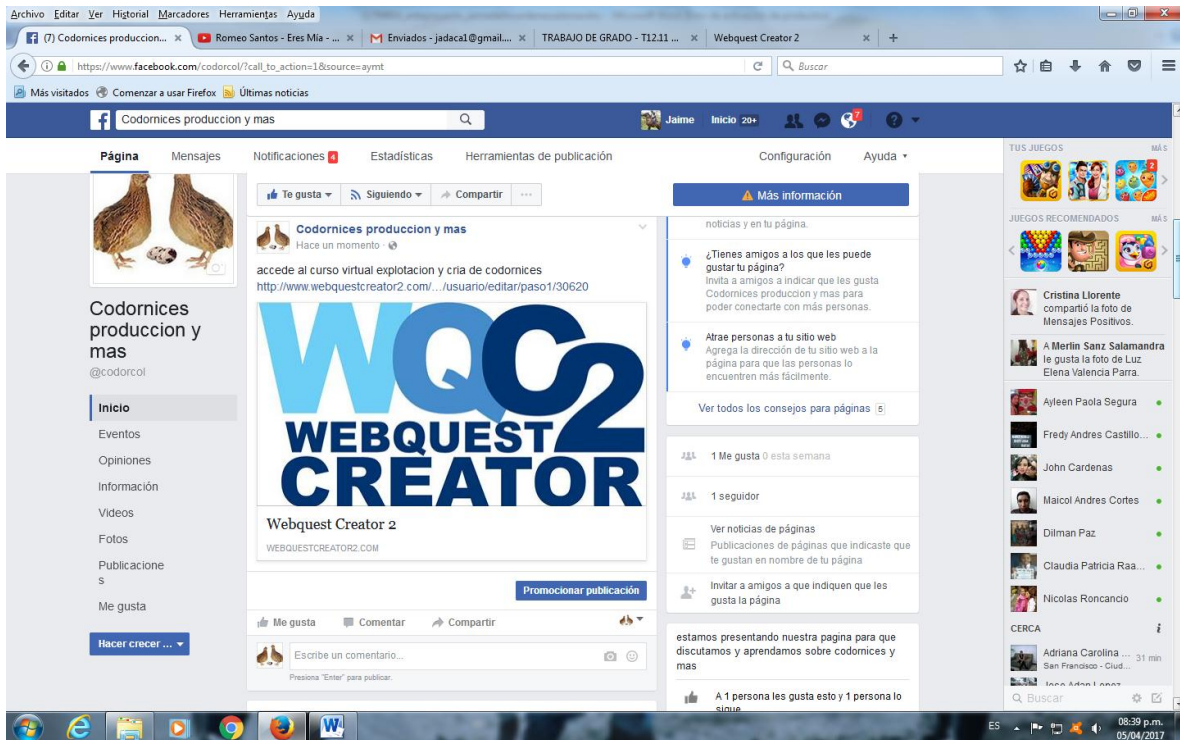 Archivo Editar Ver Historial Marcadores Herramientas Ayuda
(7) Codornices produccion... × Romeo Santos - Eres Mía - ... × Enviados - jadaca1@gmail.... × TRABAJO DE GRADO - T12.11 ... × Webquest Creator 2 × +
https://www.facebook.com/codorcol/?call_to_action=1&source=aymt
Buscar
Más visitados Comenzar a usar Firefox Últimas noticias
Codornices produccion y mas
Jaime Inicio 20+ 7
Página Mensajes Notificaciones 4 Estadísticas Herramientas de publicación Configuración Ayuda
Codornices
produccion y
mas
@codorcol
Inicio
Eventos
Opiniones
Información
Videos
Fotos
Publicacione
s
Me gusta
Hacer crecer ...
Te gusta Siguiendo Compartir ...
Codornices produccion y mas
Hace un momento ·
accede al curso virtual explotacion y cria de codornices
http://www.webquestcreator2.com/.../usuario/editar/paso1/30620
WQC2
WEBQUEST
CREATOR
Webquest Creator 2
WEBQUESTCREATOR2.COM
Promocionar publicación
Me gusta Comentar Compartir
Escribe un comentario...
Presiona "Enter" para publicar.
Más información
noticias y en tu página.
¿Tienes amigos a los que les puede
gustar tu página?
Invita a amigos a indicar que les gusta
Codornices produccion y mas para
poder conectarte con más personas.
Atrae personas a tu sitio web
Agrega la dirección de tu sitio web a la
página para que las personas lo
encuentren más fácilmente.
Ver todos los consejos para páginas 5
1 Me gusta 0 esta semana
1 seguidor
Ver noticias de páginas
Publicaciones de páginas que indicaste que
te gustan en nombre de tu página
Invitar a amigos a que indiquen que les
gusta la página
estamos presentando nuestra pagina para que
discutamos y aprendamos sobre codornices y
mas
A 1 persona les gusta esto y 1 persona lo
sigue
TUS JUEGOS MÁS
2
JUEGOS RECOMENDADOS MÁS
Cristina Llorente
compartió la foto de
Mensajes Positivos.
A Merlin Sanz Salamandra
le gusta la foto de Luz
Elena Valencia Parra.
Ayleen Paola Segura
Fredy Andres Castillo...
John Cardenas
Maicol Andres Cortes
Dilman Paz
Claudia Patricia Raa...
Nicolas Roncancio
CERCA
Adriana Carolina ... 31 min
San Francisco - Ciud...
Jose Adan Lopez
Buscar
ES
08:39 p.m.
05/04/2017